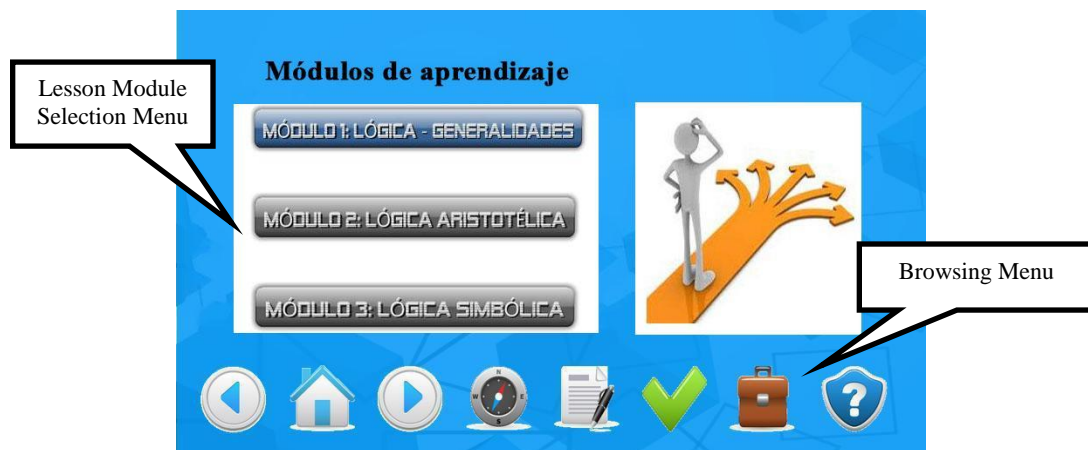 Módulos de aprendizaje
Lesson Module
Selection Menu
MÓDULO 1: LÓGICA - GENERALIDADES
MÓDULO 2: LÓGICA ARISTOTÉLICA
MÓDULO 3: LÓGICA SIMBÓLICA
Browsing Menu
N
W
E
S
?